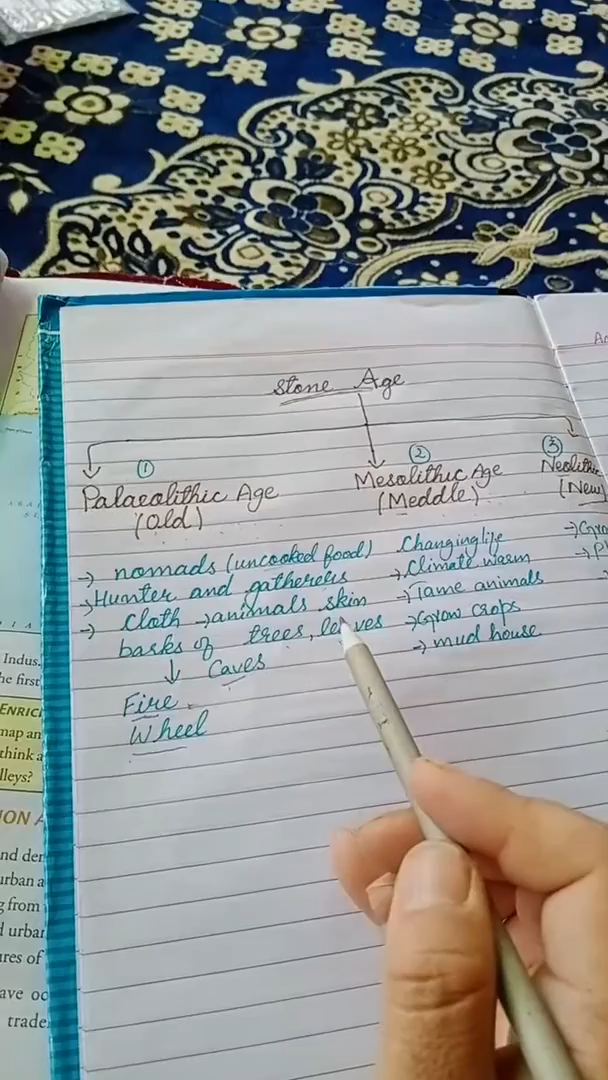 stone Age
① ② ③
Palaeolithic Age
(Old)
→ nomads (uncooked food)
→ Hunter and gatherers
→ cloth → animals skin
barks of trees, leaves
↓ Caves
Fire
Wheel
Mesolithic Age
(Meddle)
Changing life
→ Climate warm
→ Tame animals
→ Grow crops
→ mud house
Neolithic
(New)
Indus.
he first
ENRIC
map an
think a
lleys?
ION A
nd der
urban a
g from
d urbar
ures of
ave oc
trade